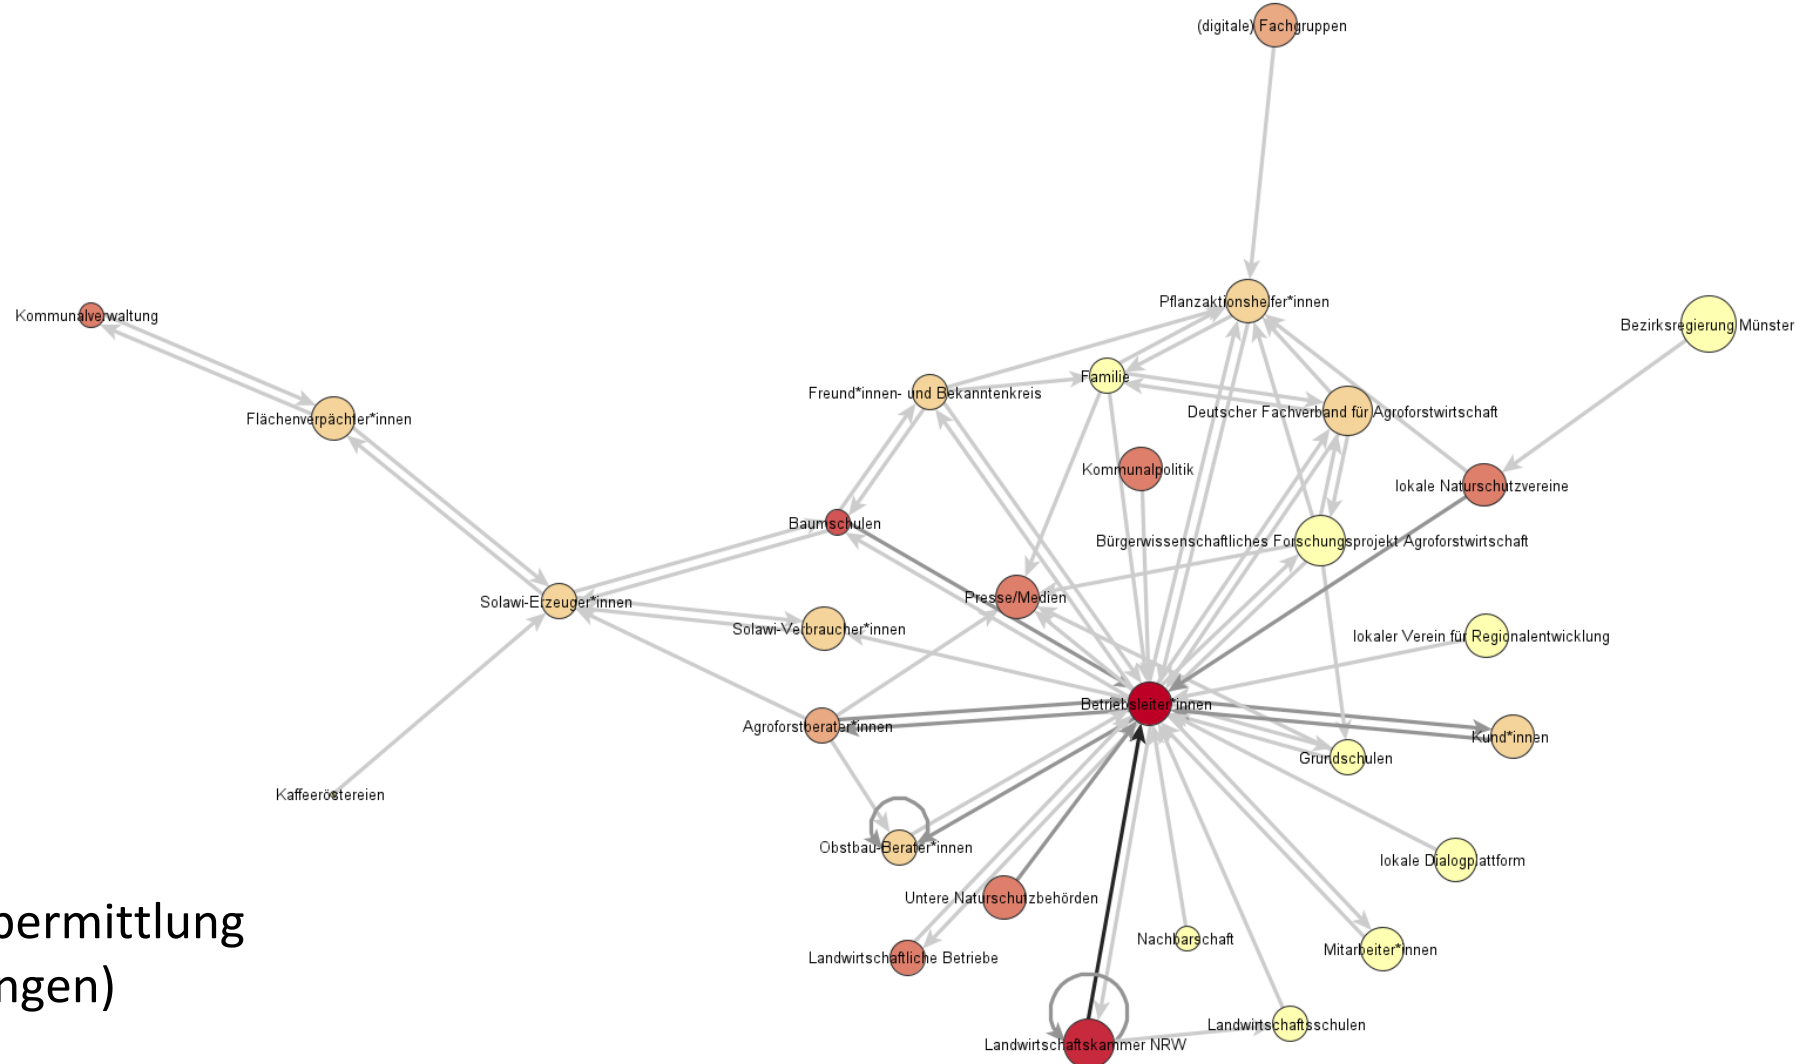 (digitale) Fachgruppen
Pflanzaktionshelfer*innen
Kommunalverwaltung
Bezirksregierung Münster
Familie
Freund*innen- und Bekanntenkreis
Deutscher Fachverband für Agroforstwirtschaft
Flächenverpächter*innen
Kommunalpolitik
lokale Naturschutzvereine
Baumschulen
Bürgerwissenschaftliches Forschungsprojekt Agroforstwirtschaft
Presse/Medien
Solawi-Erzeuger*innen
Solawi-Verbraucher*innen
lokaler Verein für Regionalentwicklung
Betriebsleiter*innen
Agroforstberater*innen
Kund*innen
Grundschulen
Kaffeeröstereien
Obstbau-Berater*innen
lokale Dialogplattform
Untere Naturschutzbehörden
bermittlung
Nachbarschaft
Mitarbeiter*innen
Landwirtschaftliche Betriebe
ngen)
Landwirtschaftsschulen
Landwirtschaftskammer NRW